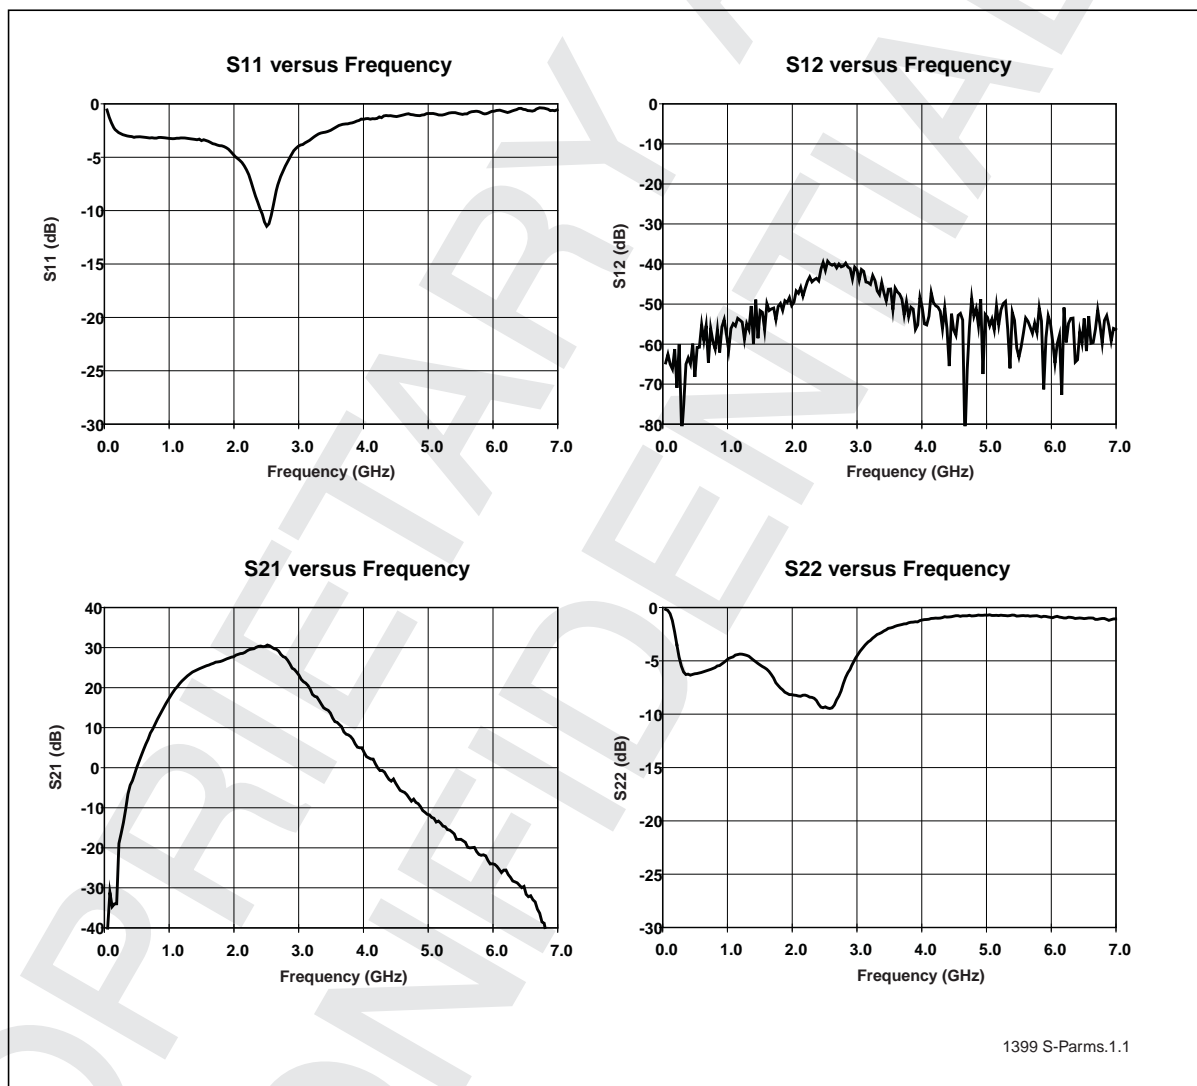 S11 versus Frequency
0
-5
-10
-15
-20
-25
-30
S11 (dB)
0.0 1.0 2.0 3.0 4.0 5.0 6.0 7.0
Frequency (GHz)
S12 versus Frequency
0
-10
-20
-30
-40
-50
-60
-70
-80
S12 (dB)
0.0 1.0 2.0 3.0 4.0 5.0 6.0 7.0
Frequency (GHz)
S21 versus Frequency
40
30
20
10
0
-10
-20
-30
-40
S21 (dB)
0.0 1.0 2.0 3.0 4.0 5.0 6.0 7.0
Frequency (GHz)
S22 versus Frequency
0
-5
-10
-15
-20
-25
-30
S22 (dB)
0.0 1.0 2.0 3.0 4.0 5.0 6.0 7.0
Frequency (GHz)
1399 S-Parms.1.1
OPRIETARY A
ONFIDENTIAL